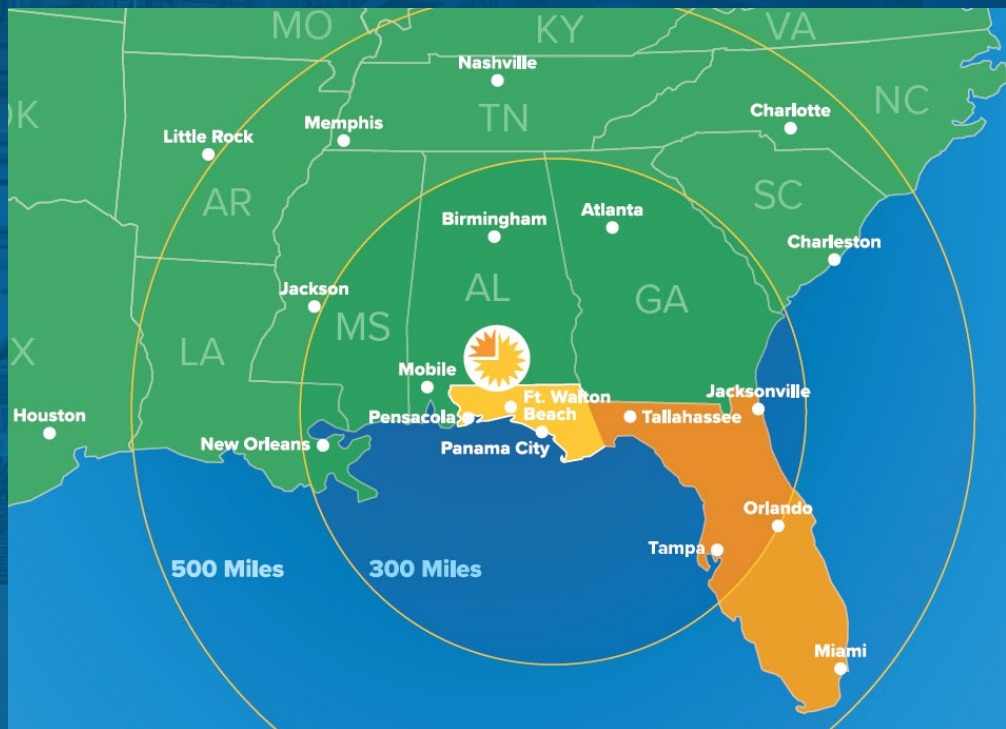 MO
KY
VA
Nashville
OK
TN
NC
Charlotte
Little Rock
Memphis
AR
SC
Birmingham
Atlanta
Charleston
Jackson
AL
GA
MS
LA
X
Mobile
Jacksonville
Houston
Pensacola
Ft. Walton
Beach
Tallahassee
New Orleans
Panama City
Orlando
Tampa
500 Miles
300 Miles
Miami